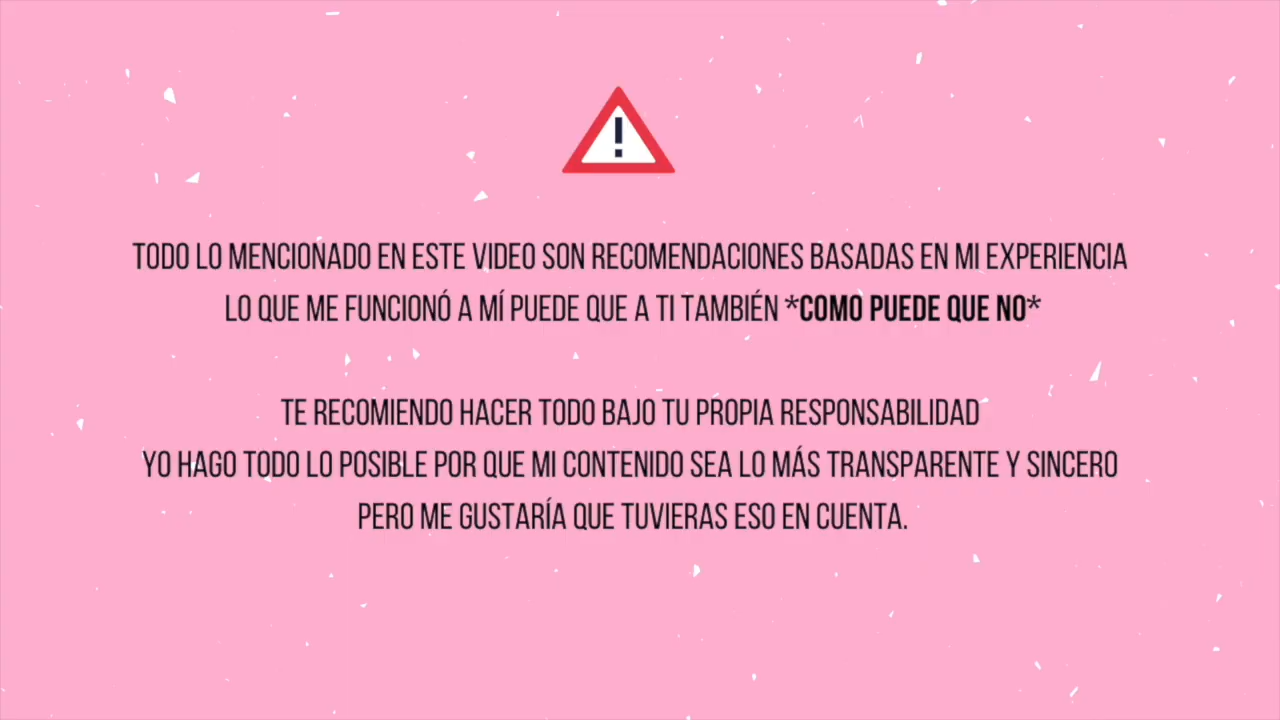 TODO LO MENCIONADO EN ESTE VIDEO SON RECOMENDACIONES BASADAS EN MI EXPERIENCIA
LO QUE ME FUNCIONÓ A MÍ PUEDE QUE A TI TAMBIÉN *COMO PUEDE QUE NO*
TE RECOMIENDO HACER TODO BAJO TU PROPIA RESPONSABILIDAD
YO HAGO TODO LO POSIBLE POR QUE MI CONTENIDO SEA LO MÁS TRANSPARENTE Y SINCERO
PERO ME GUSTARÍA QUE TUVIERAS ESO EN CUENTA.